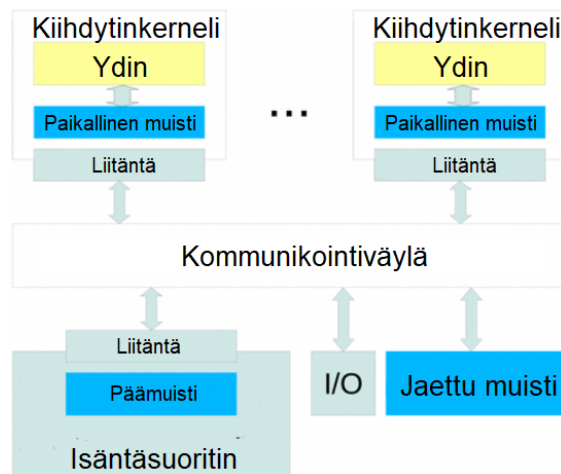 Kiihdytinkerneli
Ydin
Paikallinen muisti
Liitäntä
...
Kiihdytinkerneli
Ydin
Paikallinen muisti
Liitäntä
Kommunikointiväylä
Liitäntä
Päämuisti
Isäntäsuoritin
I/O
Jaettu muisti